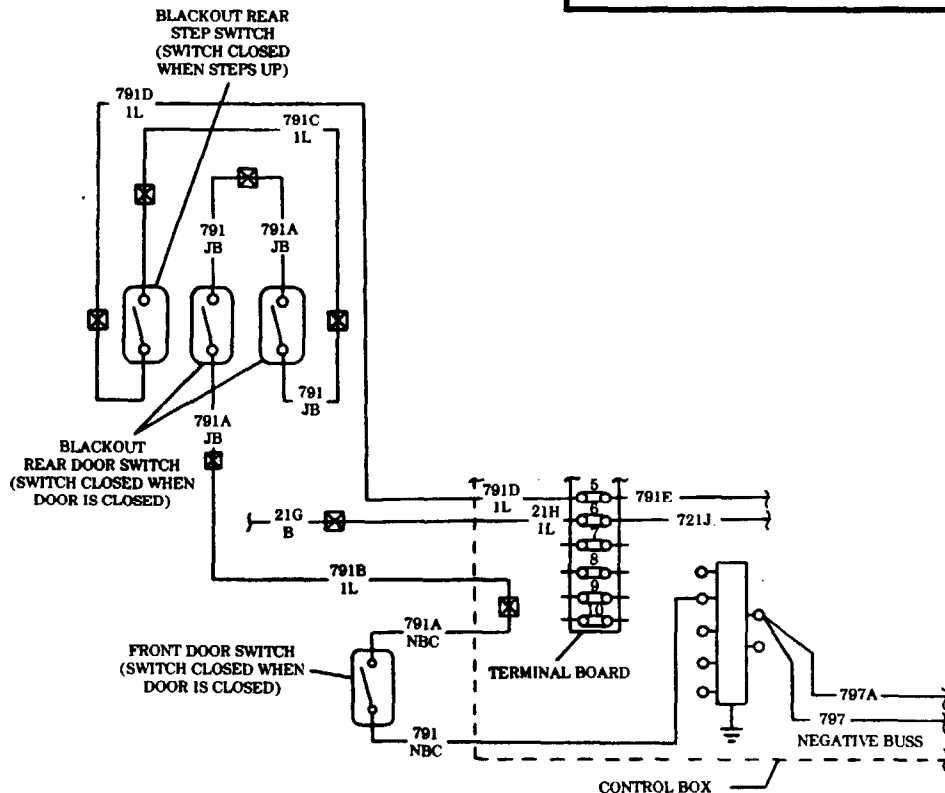 BLACKOUT REAR
STEP SWITCH
(SWITCH CLOSED
WHEN STEPS UP)
791D
1L
791C
1L
791
JB
791A
JB
791
JB
791A
JB
BLACKOUT
REAR DOOR SWITCH
(SWITCH CLOSED WHEN
DOOR IS CLOSED)
791D
1L
5
791E
21G
B
21H
1L
6
721J
7
8
9
10
791B
1L
791A
NBC
FRONT DOOR SWITCH
(SWITCH CLOSED WHEN
DOOR IS CLOSED)
TERMINAL BOARD
791
NBC
797A
797
NEGATIVE BUSS
CONTROL BOX